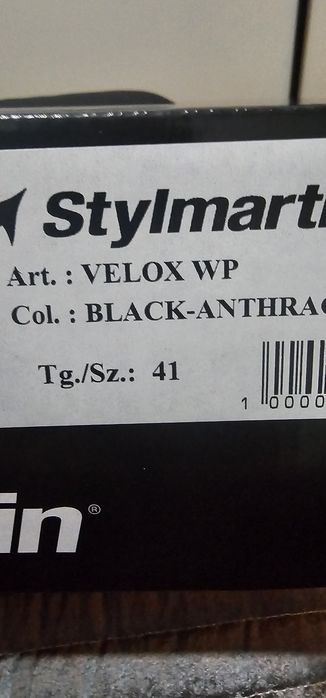 Stylmarti
Art. : VELOX WP
Col. : BLACK-ANTHRAC
Tg./Sz.: 41
1 0000
in®